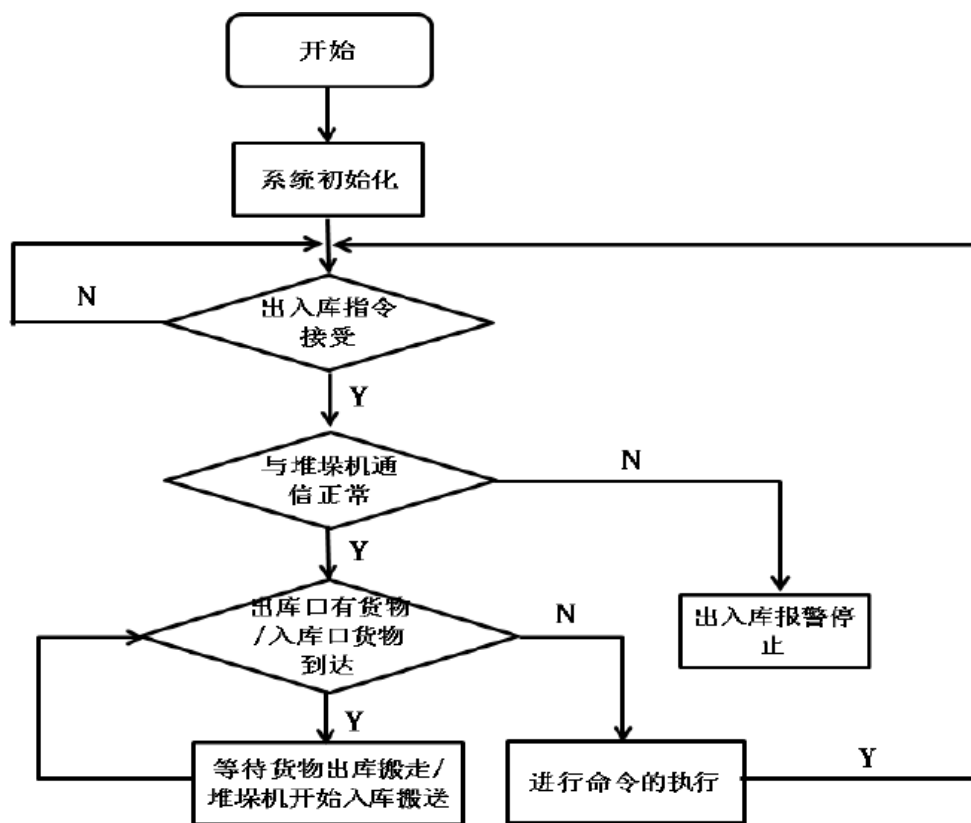 开始
系统初始化
出入库指令
接受
N
Y
与堆垛机通
信正常
N
Y
出库口有货物
/入库口货物
到达
N
出入库报警停
止
Y
等待货物出库搬走/
堆垛机开始入库搬送
进行命令的执行
Y